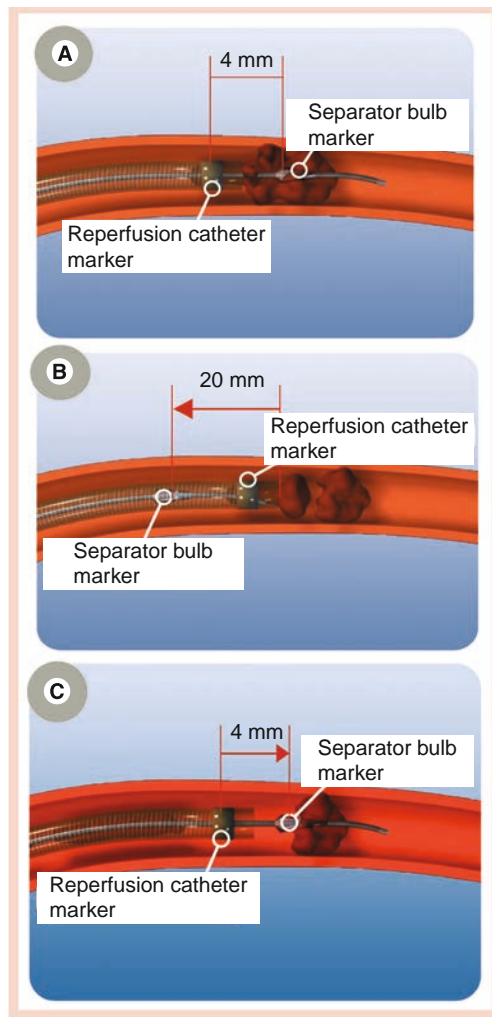 A
4 mm
Separator bulb
marker
Reperfusion catheter
marker
B
20 mm
Reperfusion catheter
marker
Separator bulb
marker
C
4 mm
Separator bulb
marker
Reperfusion catheter
marker